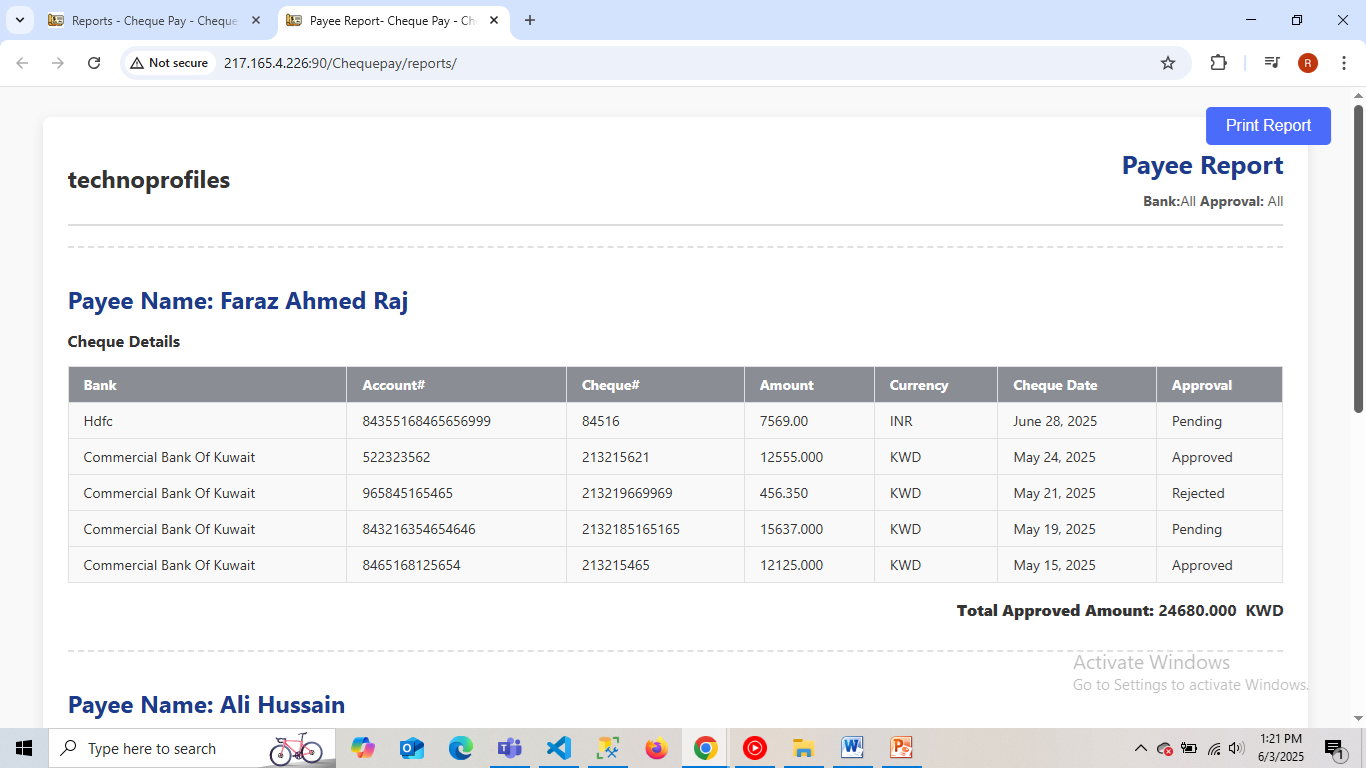 Reports - Cheque Pay - Cheque
Payee Report- Cheque Pay - Ch
Not secure
217.165.4.226:90/Chequepay/reports/
R
Print Report
technoprofiles
Payee Report
Bank:All Approval: All
Payee Name: Faraz Ahmed Raj
Cheque Details
Bank Account# Cheque# Amount Currency Cheque Date Approval
Hdfc 84355168465656999 84516 7569.00 INR June 28, 2025 Pending
Commercial Bank Of Kuwait 522323562 213215621 12555.000 KWD May 24, 2025 Approved
Commercial Bank Of Kuwait 965845165465 213219669969 456.350 KWD May 21, 2025 Rejected
Commercial Bank Of Kuwait 843216354654646 2132185165165 15637.000 KWD May 19, 2025 Pending
Commercial Bank Of Kuwait 8465168125654 213215465 12125.000 KWD May 15, 2025 Approved
Total Approved Amount: 24680.000 KWD
Activate Windows
Go to Settings to activate Windows.
Payee Name: Ali Hussain
Type here to search
1:21 PM
6/3/2025
1